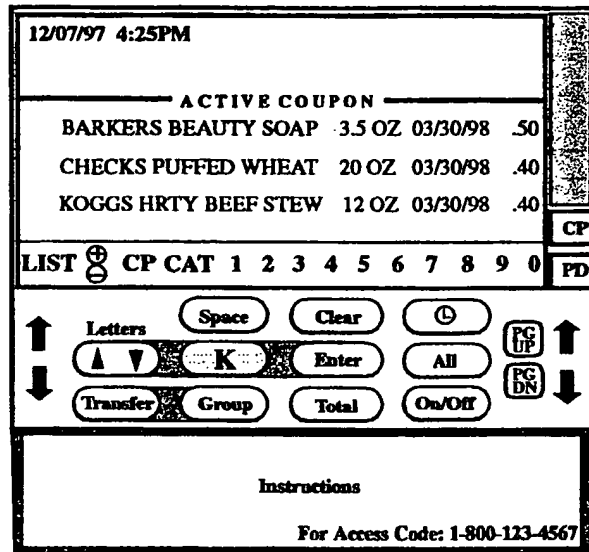 12/07/97 4:25PM
ACTIVE COUPON
BARKERS BEAUTY SOAP 3.5 OZ 03/30/98 .50
CHECKS PUFFED WHEAT 20 OZ 03/30/98 .40
KOGGS HRTY BEEF STEW 12 OZ 03/30/98 .40
CP
LIST ⊕ ⊖ CP CAT 1 2 3 4 5 6 7 8 9 0 PD
Letters Space Clear
K Enter All PG UP
Transfer Group Total On/Off PG DN
Instructions
For Access Code: 1-800-123-4567